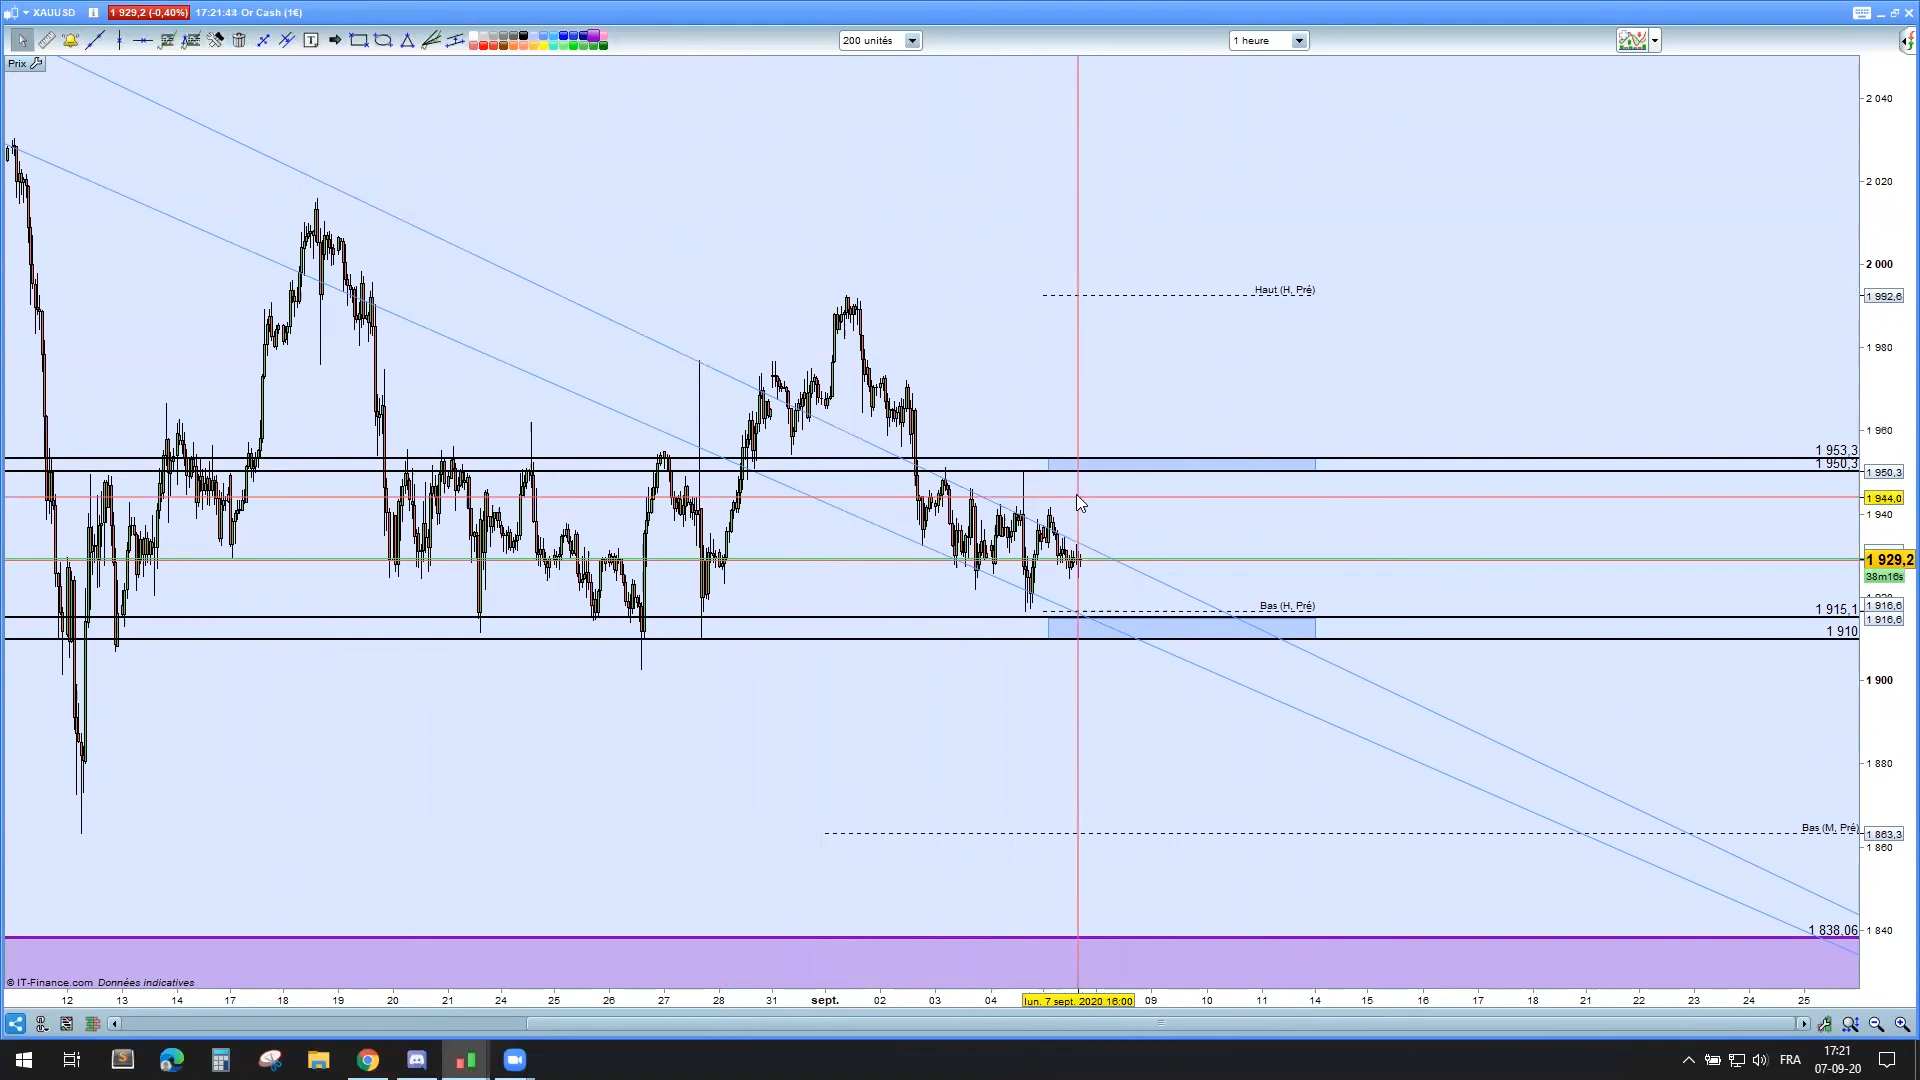 XAUUSD 1 929,2 (-0,40%) 17:21:48 Or Cash (1€)
200 unités
1 heure
Prix
2 040
2 020
2 000
Haut (H, Pré)
1 992,6
1 980
1 960
1 953,3
1 950,3
1 950,3
1 944,0
1 940
1 929,2
38m16s
1 920
Bas (H, Pré)
1 915,1
1 916,6
1 916,6
1 910
1 900
1 880
Bas (M, Pré)
1 863,3
1 860
1 838,06
1 840
© IT-Finance.com Données indicatives
12 13 14 17 18 19 20 21 24 25 26 27 28 31 sept. 02 03 04 lun. 7 sept. 2020 16:00 09 10 11 14 15 16 17 18 21 22 23 24 25
FRA
17:21
07-09-20